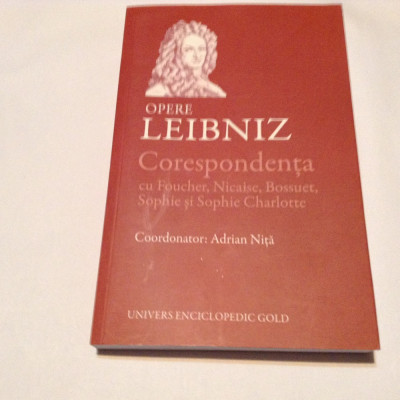 OPERE
LEIBNIZ
Corespondența
cu Foucher, Nicaise, Bossuet,
Sophie și Sophie Charlotte
Coordonator: Adrian Niță
UNIVERS ENCICLOPEDIC GOLD